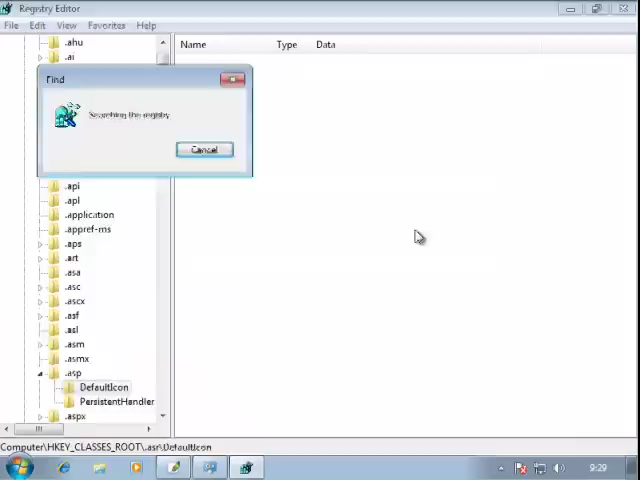 Registry Editor
File Edit View Favorites Help
.ahu
.ai
Name Type Data
Find
Searching the registry
Cancel
.api
.apl
.application
.appref-ms
.aps
.art
.asa
.asc
.ascx
.asf
.asl
.asm
.asmx
.asp
DefaultIcon
PersistentHandler
.aspx
Computer\HKEY_CLASSES_ROOT\.asr\DefaultIcon
9:29